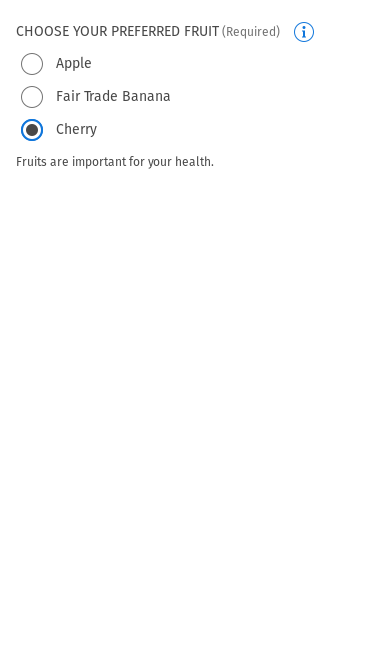 CHOOSE YOUR PREFERRED FRUIT (Required)
Apple
Fair Trade Banana
Cherry
Fruits are important for your health.